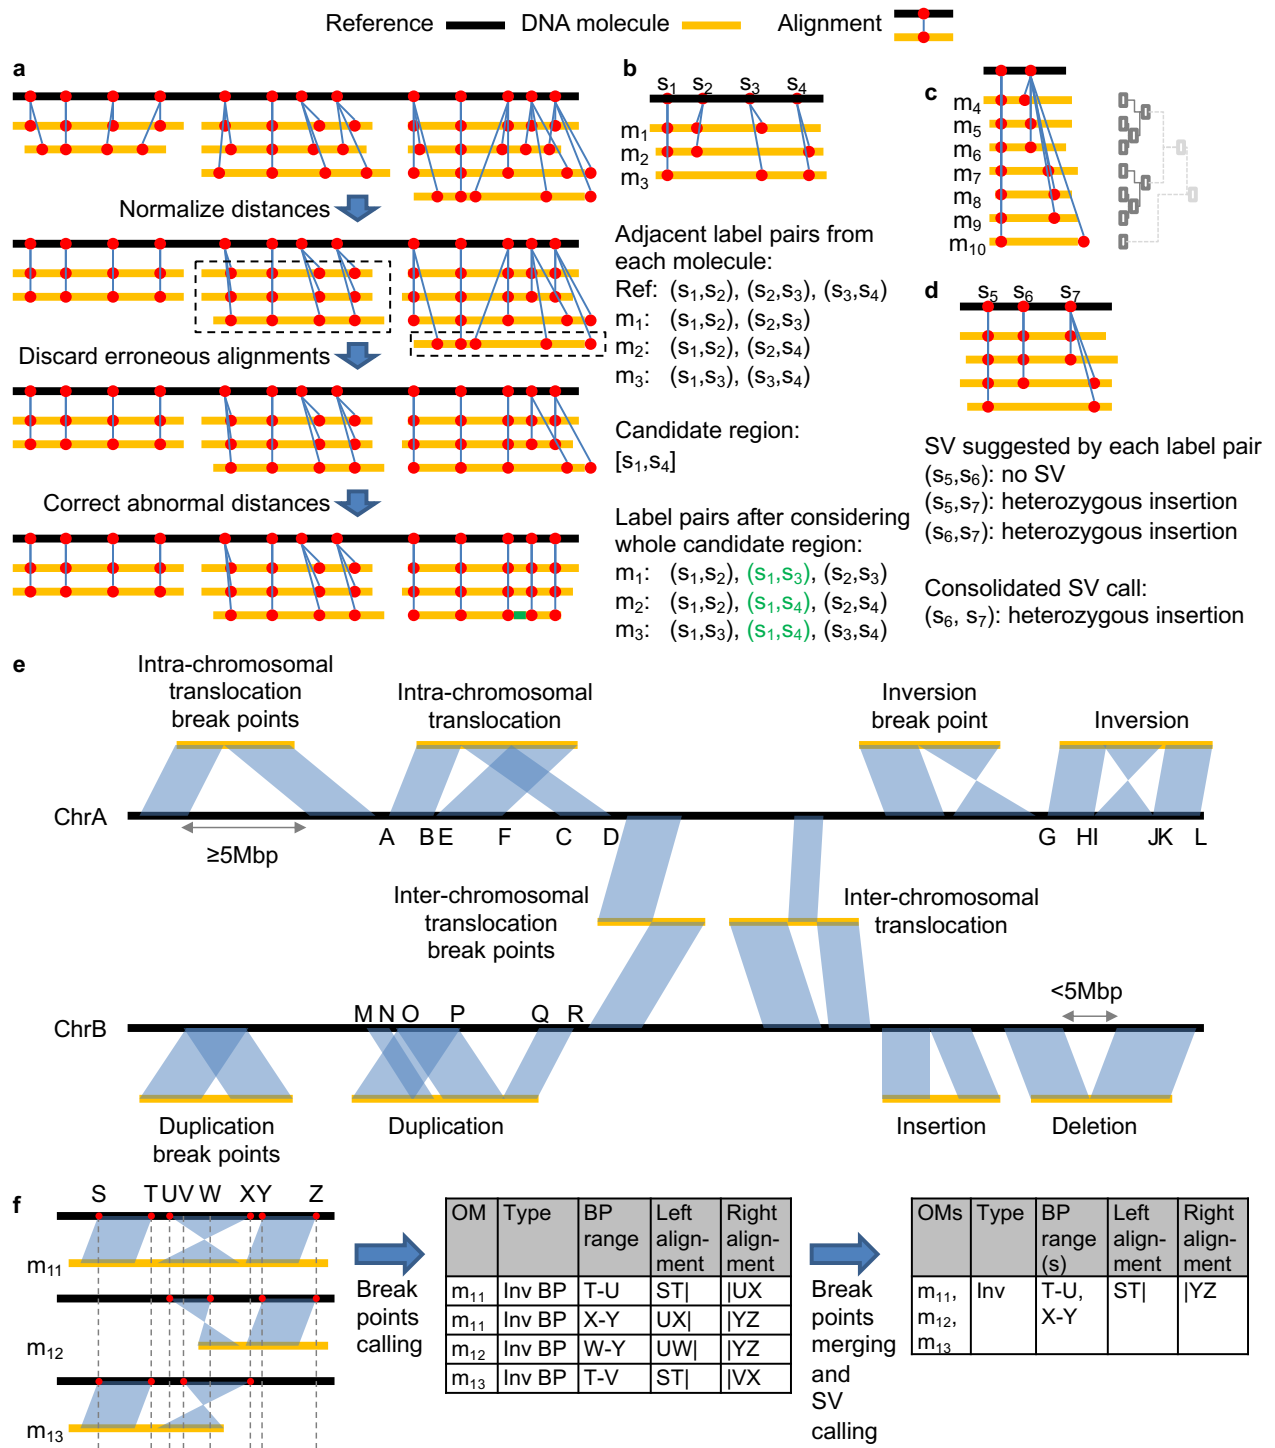 Reference DNA molecule Alignment
a
Normalize distances
Discard erroneous alignments
Correct abnormal distances
b
s1 s2 s3 s4
m1
m2
m3
Adjacent label pairs from
each molecule:
Ref: (s1,s2), (s2,s3), (s3,s4)
m1: (s1,s2), (s2,s3)
m2: (s1,s2), (s2,s4)
m3: (s1,s3), (s3,s4)
Candidate region:
[s1,s4]
Label pairs after considering
whole candidate region:
m1: (s1,s2), (s1,s3), (s2,s3)
m2: (s1,s2), (s1,s4), (s2,s4)
m3: (s1,s3), (s1,s4), (s3,s4)
c
m4
m5
m6
m7
m8
m9
m10
d
s5 s6 s7
SV suggested by each label pair
(s5,s6): no SV
(s5,s7): heterozygous insertion
(s6,s7): heterozygous insertion
Consolidated SV call:
(s6, s7): heterozygous insertion
e
Intra-chromosomal
translocation
break points
Intra-chromosomal
translocation
Inversion
break point
Inversion
ChrA
A B E F C D G H I J K L
≥5Mbp
Inter-chromosomal
translocation
break points
Inter-chromosomal
translocation
<5Mbp
M N O P Q R
ChrB
Duplication
break points
Duplication
Insertion
Deletion
f
S T U V W X Y Z
m11
m12
m13
Break
points
calling
OM Type BP range Left align-ment Right align-ment
m11 Inv BP T-U ST| |UX
m11 Inv BP X-Y UX| |YZ
m12 Inv BP W-Y UW| |YZ
m13 Inv BP T-V ST| |VX
Break
points
merging
and
SV
calling
OMs Type BP range (s) Left align-ment Right align-ment
m11, Inv T-U, ST| |YZ
m12, X-Y
m13